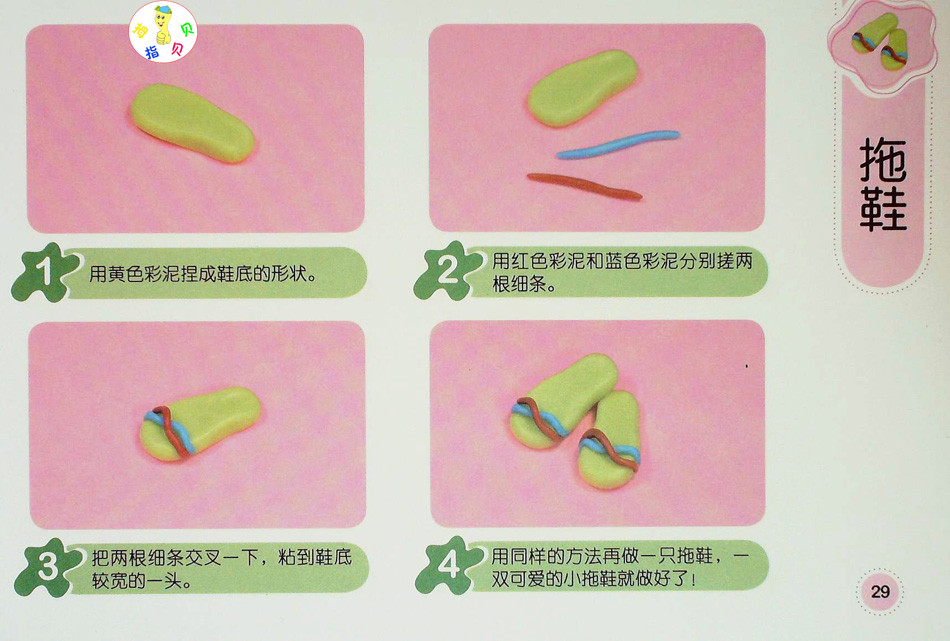 指贝贝
拖鞋
1
用黄色彩泥捏成鞋底的形状。
2
用红色彩泥和蓝色彩泥分别搓两
根细条。
3
把两根细条交叉一下，粘到鞋底
较宽的一头。
4
用同样的方法再做一只拖鞋，一
双可爱的小拖鞋就做好了！
29